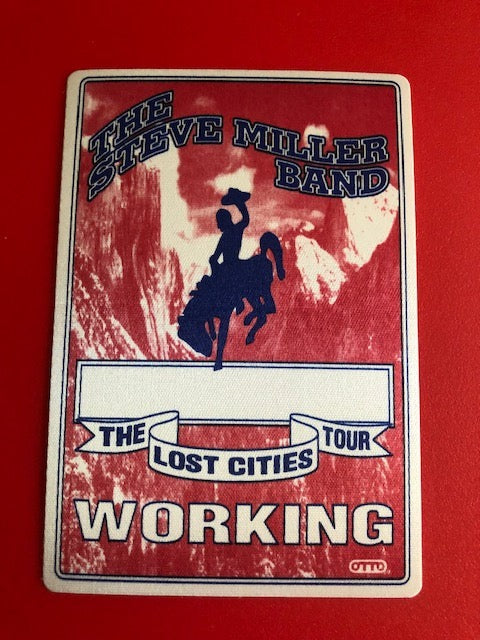 THE
STEVE MILLER
BAND
THE LOST CITIES TOUR
WORKING
OTTO